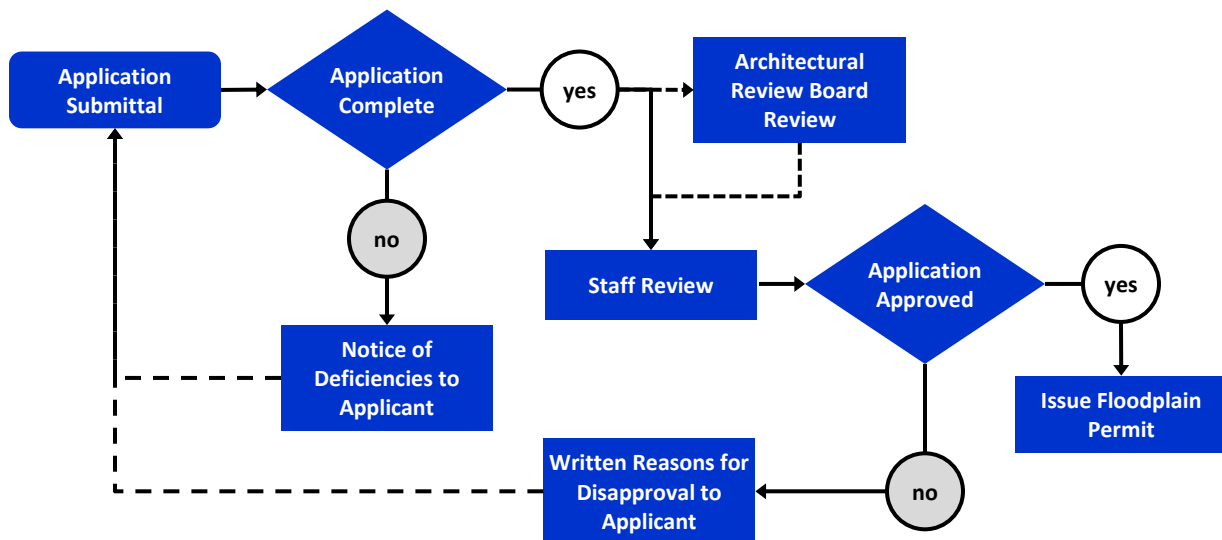 Application
Submittal
Application
Complete
yes
Architectural
Review Board
Review
no
Staff Review
Application
Approved
yes
Notice of
Deficiencies to
Applicant
Issue Floodplain
Permit
Written Reasons for
Disapproval to
Applicant
no